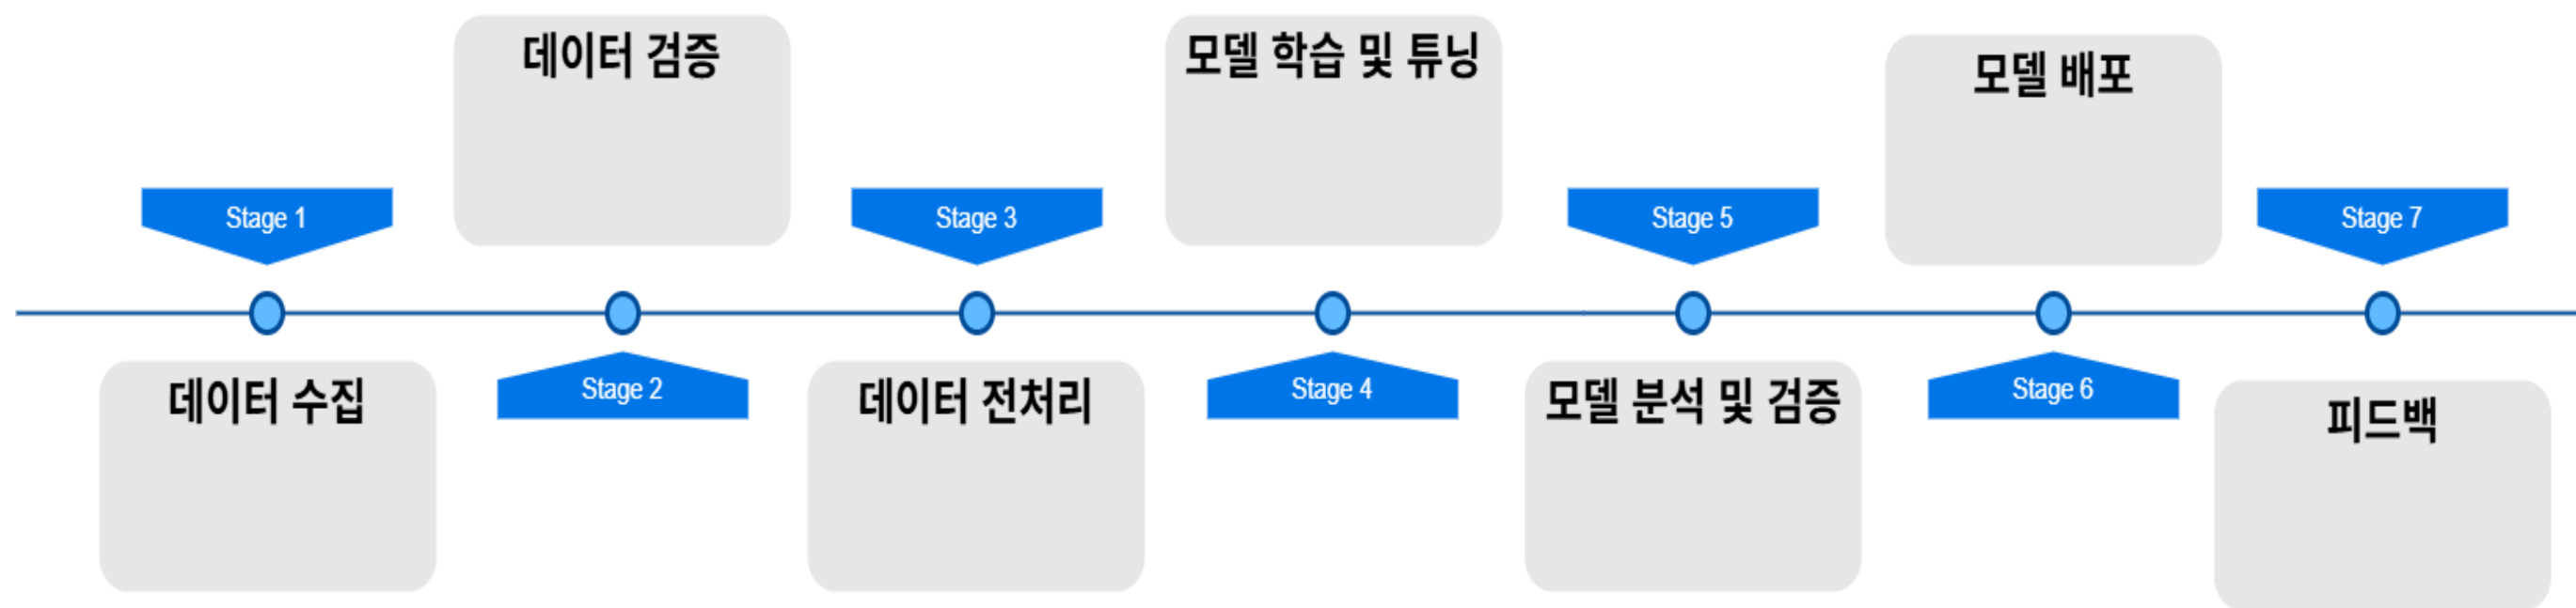 Stage 1
데이터 수집
데이터 검증
Stage 2
Stage 3
데이터 전처리
모델 학습 및 튜닝
Stage 4
Stage 5
모델 분석 및 검증
모델 배포
Stage 6
Stage 7
피드백